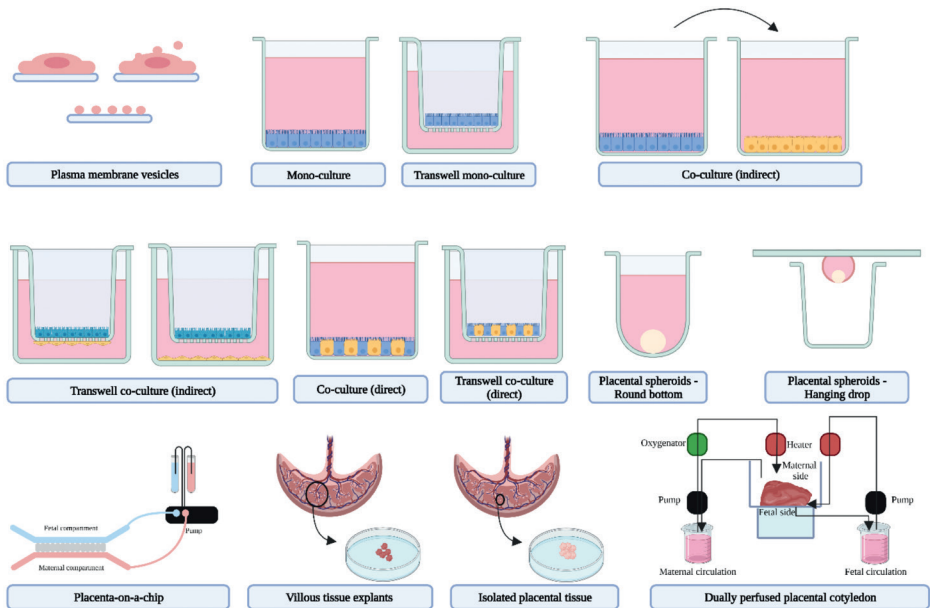 Plasma membrane vesicles
Mono-culture
Transwell mono-culture
Co-culture (indirect)
Transwell co-culture (indirect)
Co-culture (direct)
Transwell co-culture
(direct)
Placental spheroids -
Round bottom
Placental spheroids -
Hanging drop
Fetal compartment
Maternal compartment
Pump
Placenta-on-a-chip
Villous tissue explants
Isolated placental tissue
Oxygenator
Heater
Maternal
side
Pump
Fetal side
Pump
Maternal circulation
Fetal circulation
Dually perfused placental cotyledon